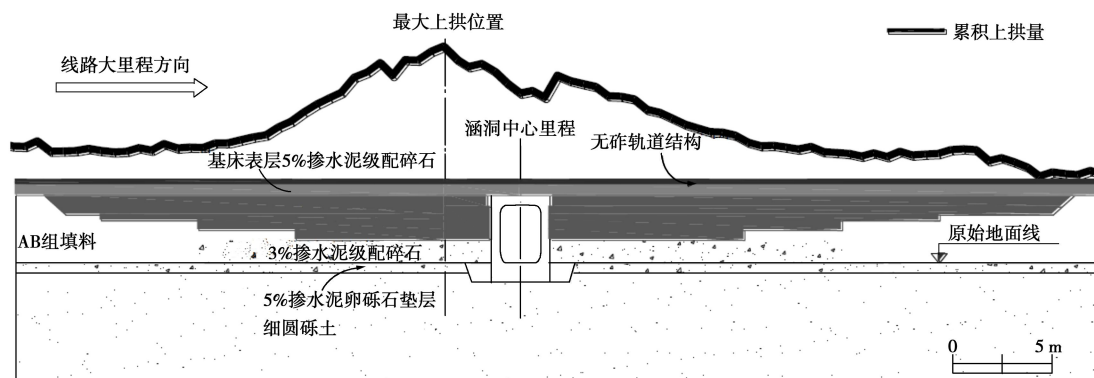 最大上拱位置
累积上拱量
线路大里程方向
涵洞中心里程
无砟轨道结构
基床表层5%掺水泥级配碎石
AB组填料
原始地面线
3%掺水泥级配碎石
5%掺水泥卵砾石垫层
细圆砾土
0 5 m